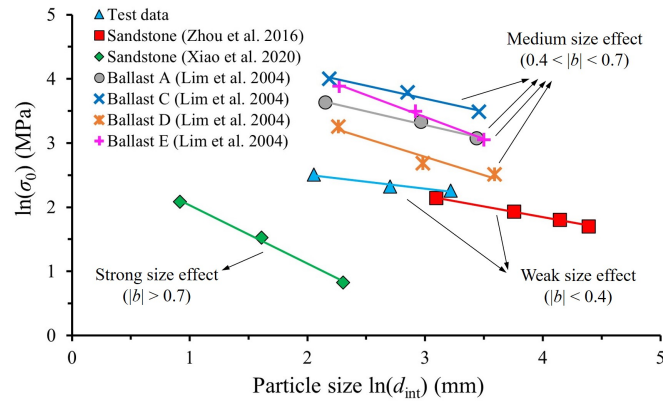 Test data
Sandstone (Zhou et al. 2016)
Sandstone (Xiao et al. 2020)
Ballast A (Lim et al. 2004)
Ballast C (Lim et al. 2004)
Ballast D (Lim et al. 2004)
Ballast E (Lim et al. 2004)
Medium size effect
(0.4 < |b| < 0.7)
Strong size effect
(|b| > 0.7)
Weak size effect
(|b| < 0.4)
ln(σ₀) (MPa)
5
4
3
2
1
0
0 1 2 3 4 5
Particle size ln(d_int) (mm)